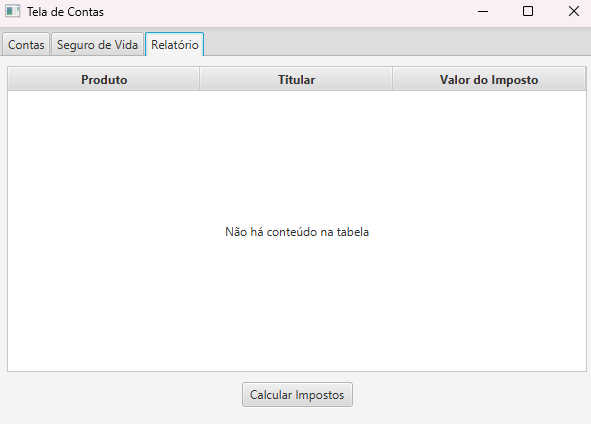 Tela de Contas
Contas Seguro de Vida Relatório
Produto Titular Valor do Imposto
Não há conteúdo na tabela
Calcular Impostos